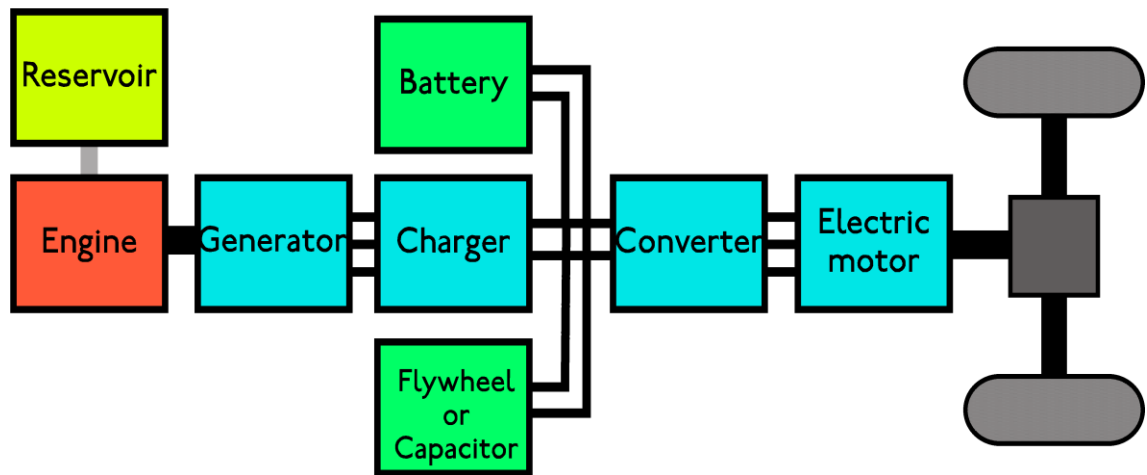 Reservoir
Battery
Engine
Generator
Charger
Converter
Electric
motor
Flywheel
or
Capacitor